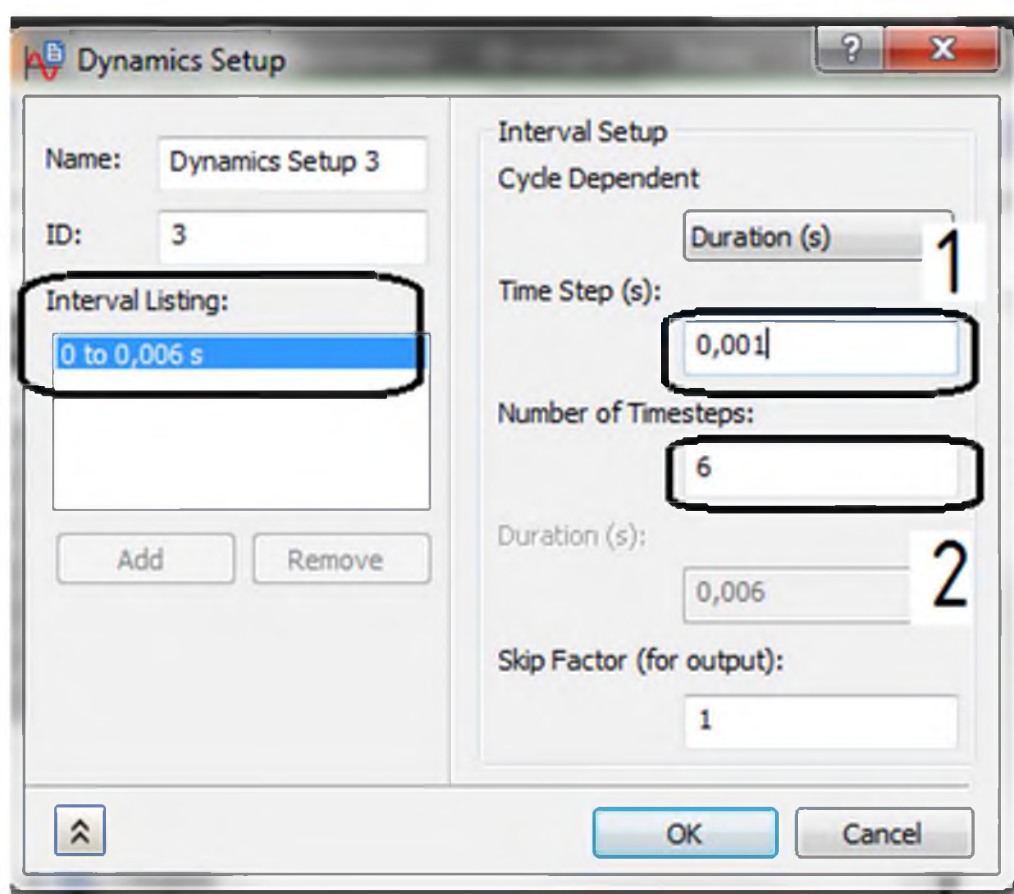 Dynamics Setup
?
X
Name:
Dynamics Setup 3
ID:
3
Interval Listing:
0 to 0,006 s
Add
Remove
Interval Setup
Cycle Dependent
Duration (s)
1
Time Step (s):
0,001
Number of Timesteps:
6
Duration (s):
0,006
2
Skip Factor (for output):
1
OK
Cancel